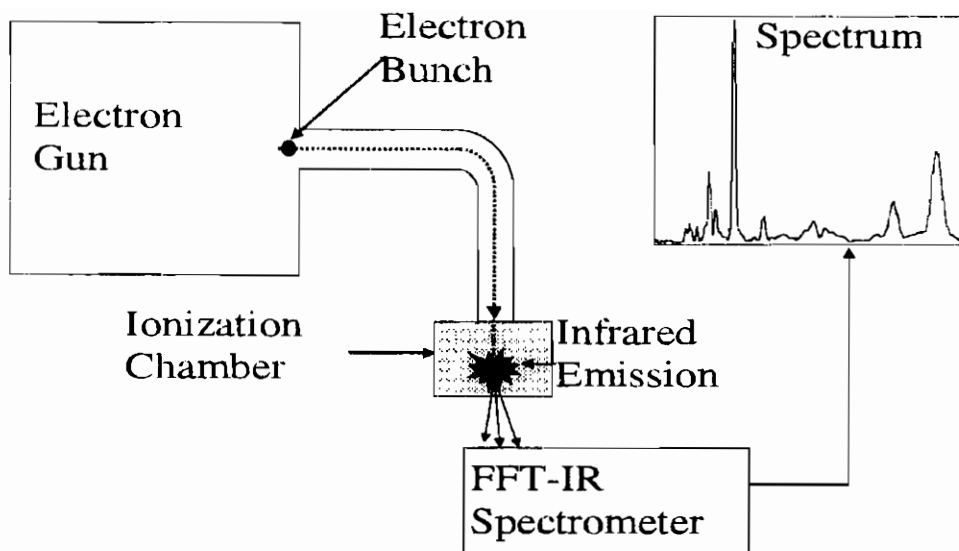 Electron
Bunch
Spectrum
Electron
Gun
Ionization
Chamber
Infrared
Emission
FFT-IR
Spectrometer